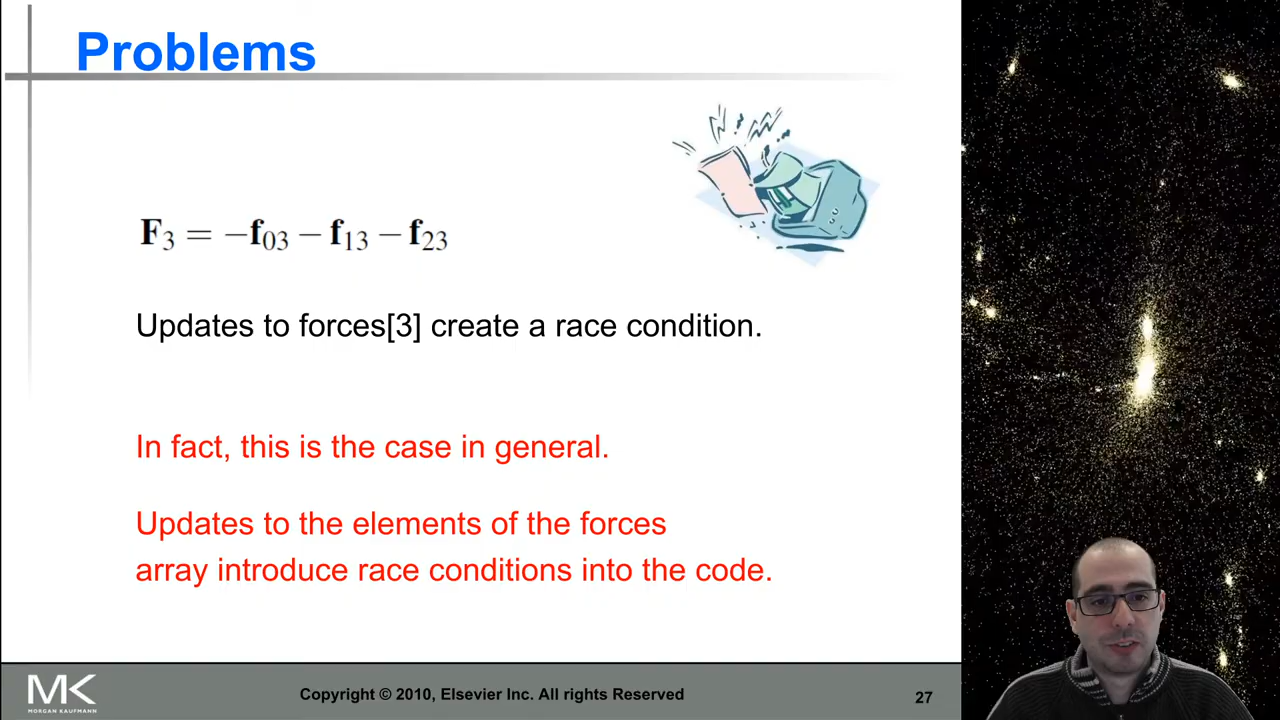 Problems
F₃ = −f₀₃ − f₁₃ − f₂₃
Updates to forces[3] create a race condition.
In fact, this is the case in general.
Updates to the elements of the forces
array introduce race conditions into the code.
MK
MORGAN KAUFMANN
Copyright © 2010, Elsevier Inc. All rights Reserved
27